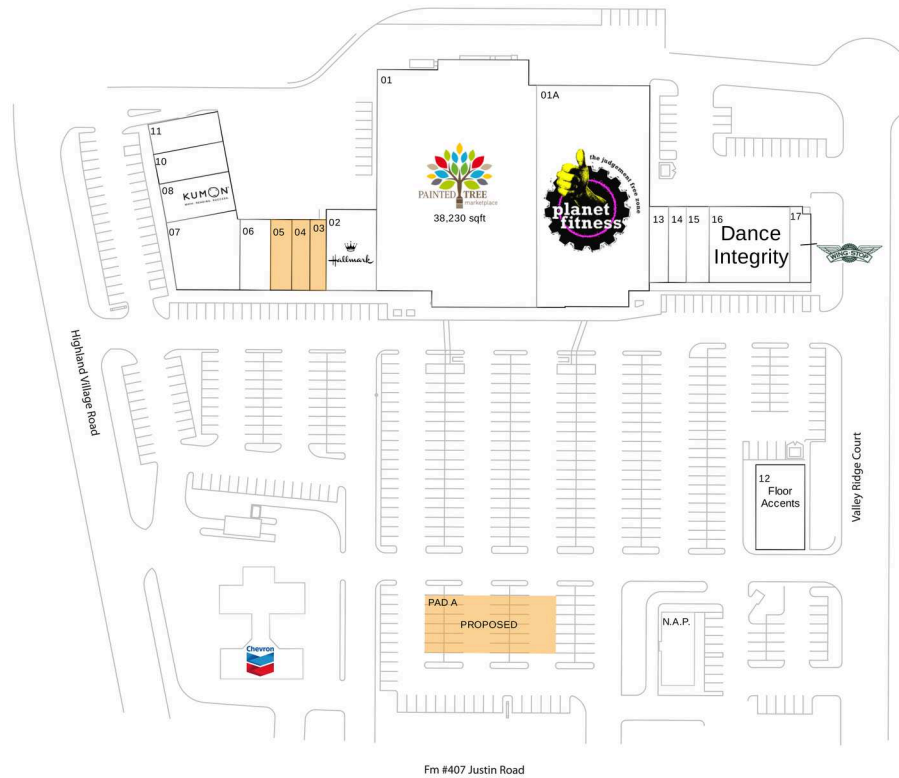 01
01A
the judgement free zone
planet
fitness
PAINTED TREE
marketplace
38,230 sqft
11
10
08
KUMON
07
06
05
04
03
02
Hallmark
13
14
15
16
17
Dance
Integrity
WING-STOP
Highland Village Road
Valley Ridge Court
12
Floor
Accents
PAD A
PROPOSED
N.A.P.
Chevron
Fm #407 Justin Road